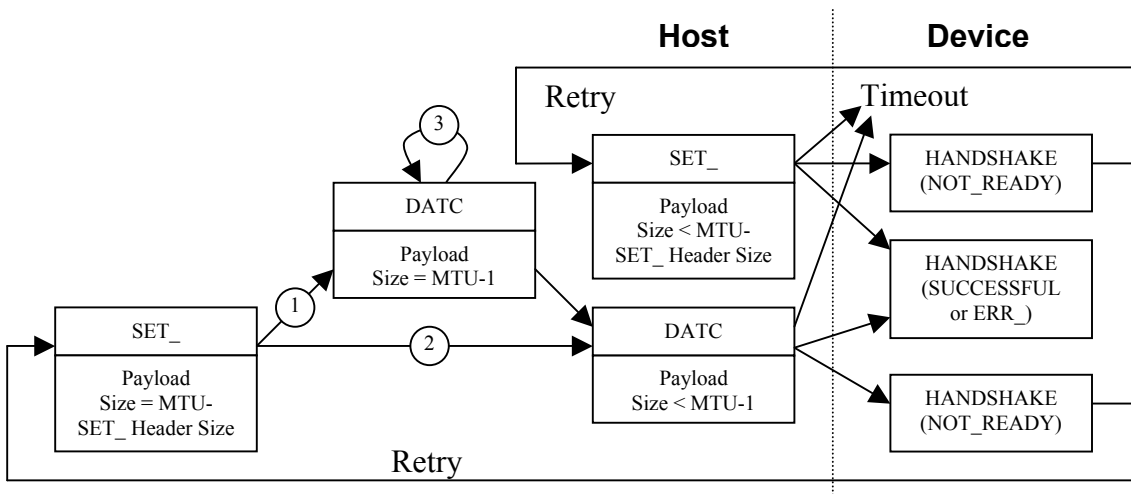 Host
Device
Retry
Timeout
3
SET_
HANDSHAKE
(NOT_READY)
DATC
Payload
Size < MTU-
SET_ Header Size
Payload
Size = MTU-1
HANDSHAKE
(SUCCESSFUL
or ERR_)
1
SET_
2
DATC
Payload
Size = MTU-
SET_ Header Size
Payload
Size < MTU-1
HANDSHAKE
(NOT_READY)
Retry